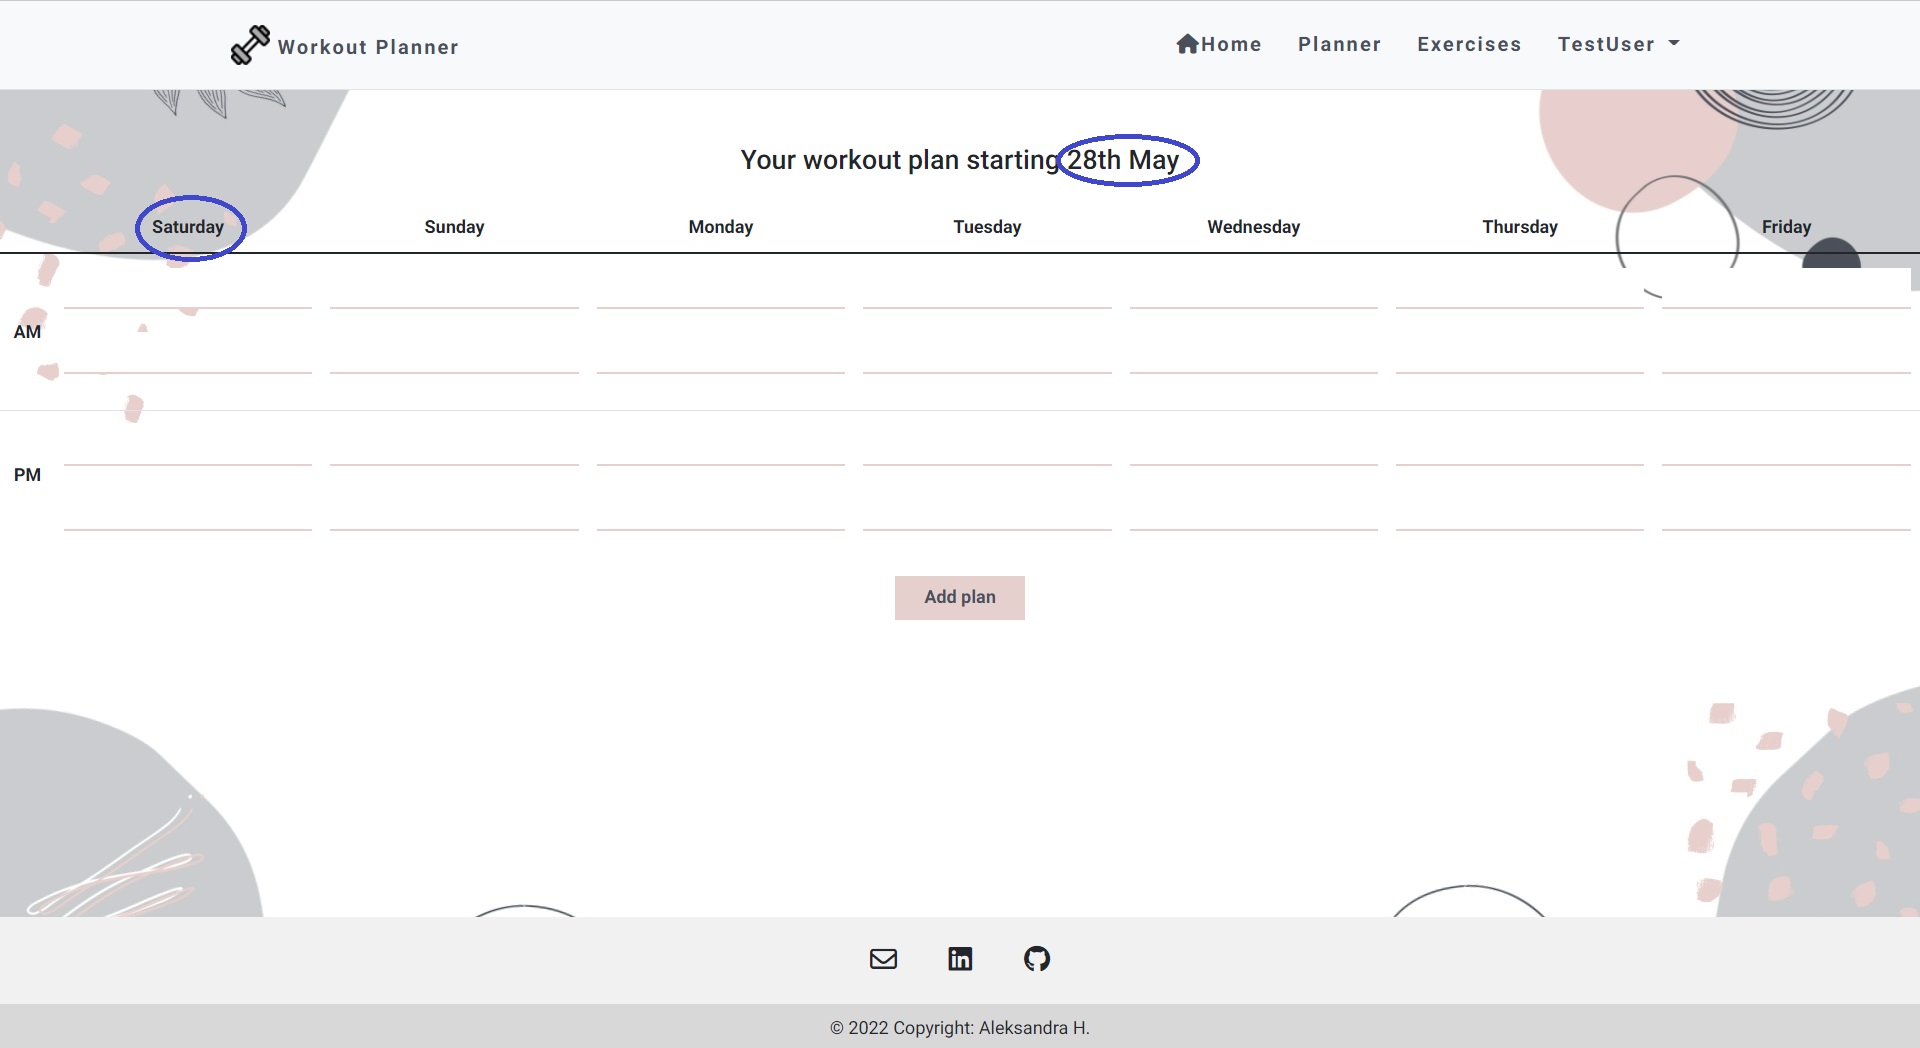 Workout Planner
Home Planner Exercises TestUser
Your workout plan starting 28th May
Saturday Sunday Monday Tuesday Wednesday Thursday Friday
AM
PM
Add plan
in
© 2022 Copyright: Aleksandra H.